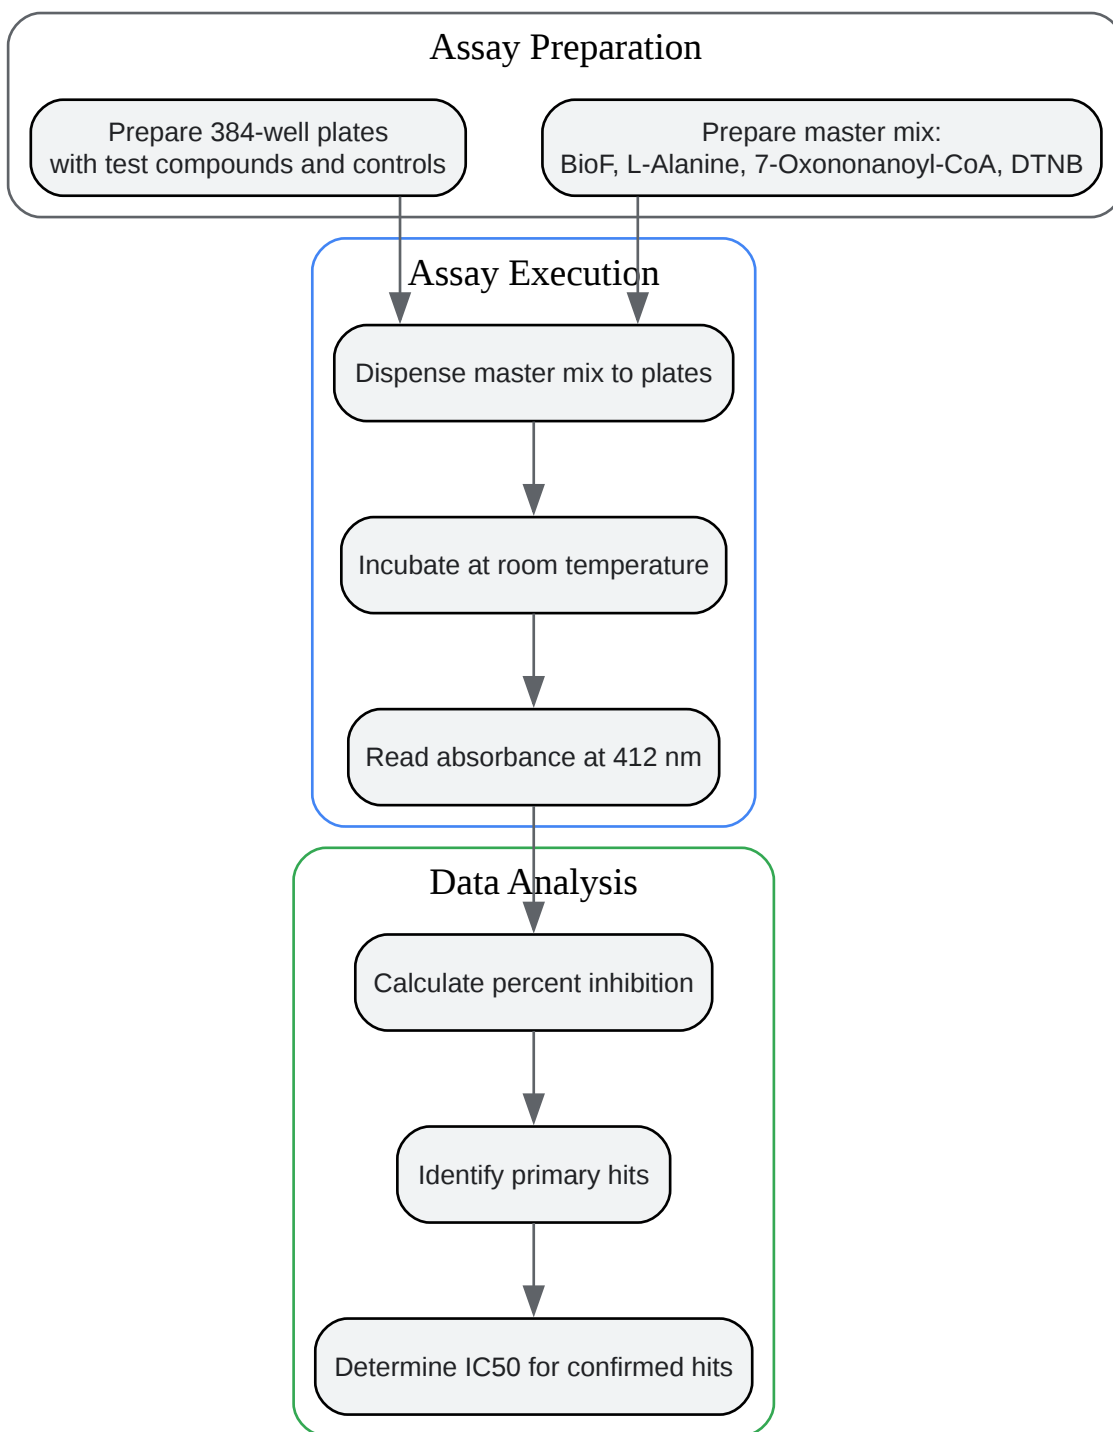 Assay Preparation
Prepare 384-well plates
with test compounds and controls
Prepare master mix:
BioF, L-Alanine, 7-Oxononanoyl-CoA, DTNB
Assay Execution
Dispense master mix to plates
Incubate at room temperature
Read absorbance at 412 nm
Data Analysis
Calculate percent inhibition
Identify primary hits
Determine IC50 for confirmed hits